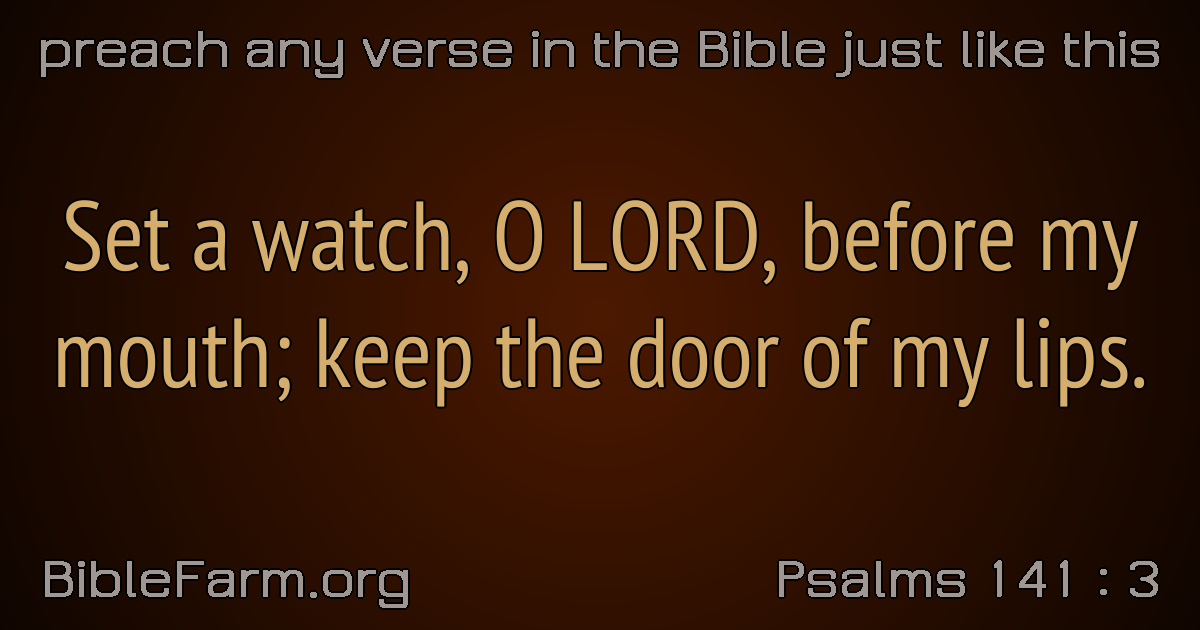 preach any verse in the Bible just like this
Set a watch, O LORD, before my
mouth; keep the door of my lips.
BibleFarm.org
Psalms 141 : 3